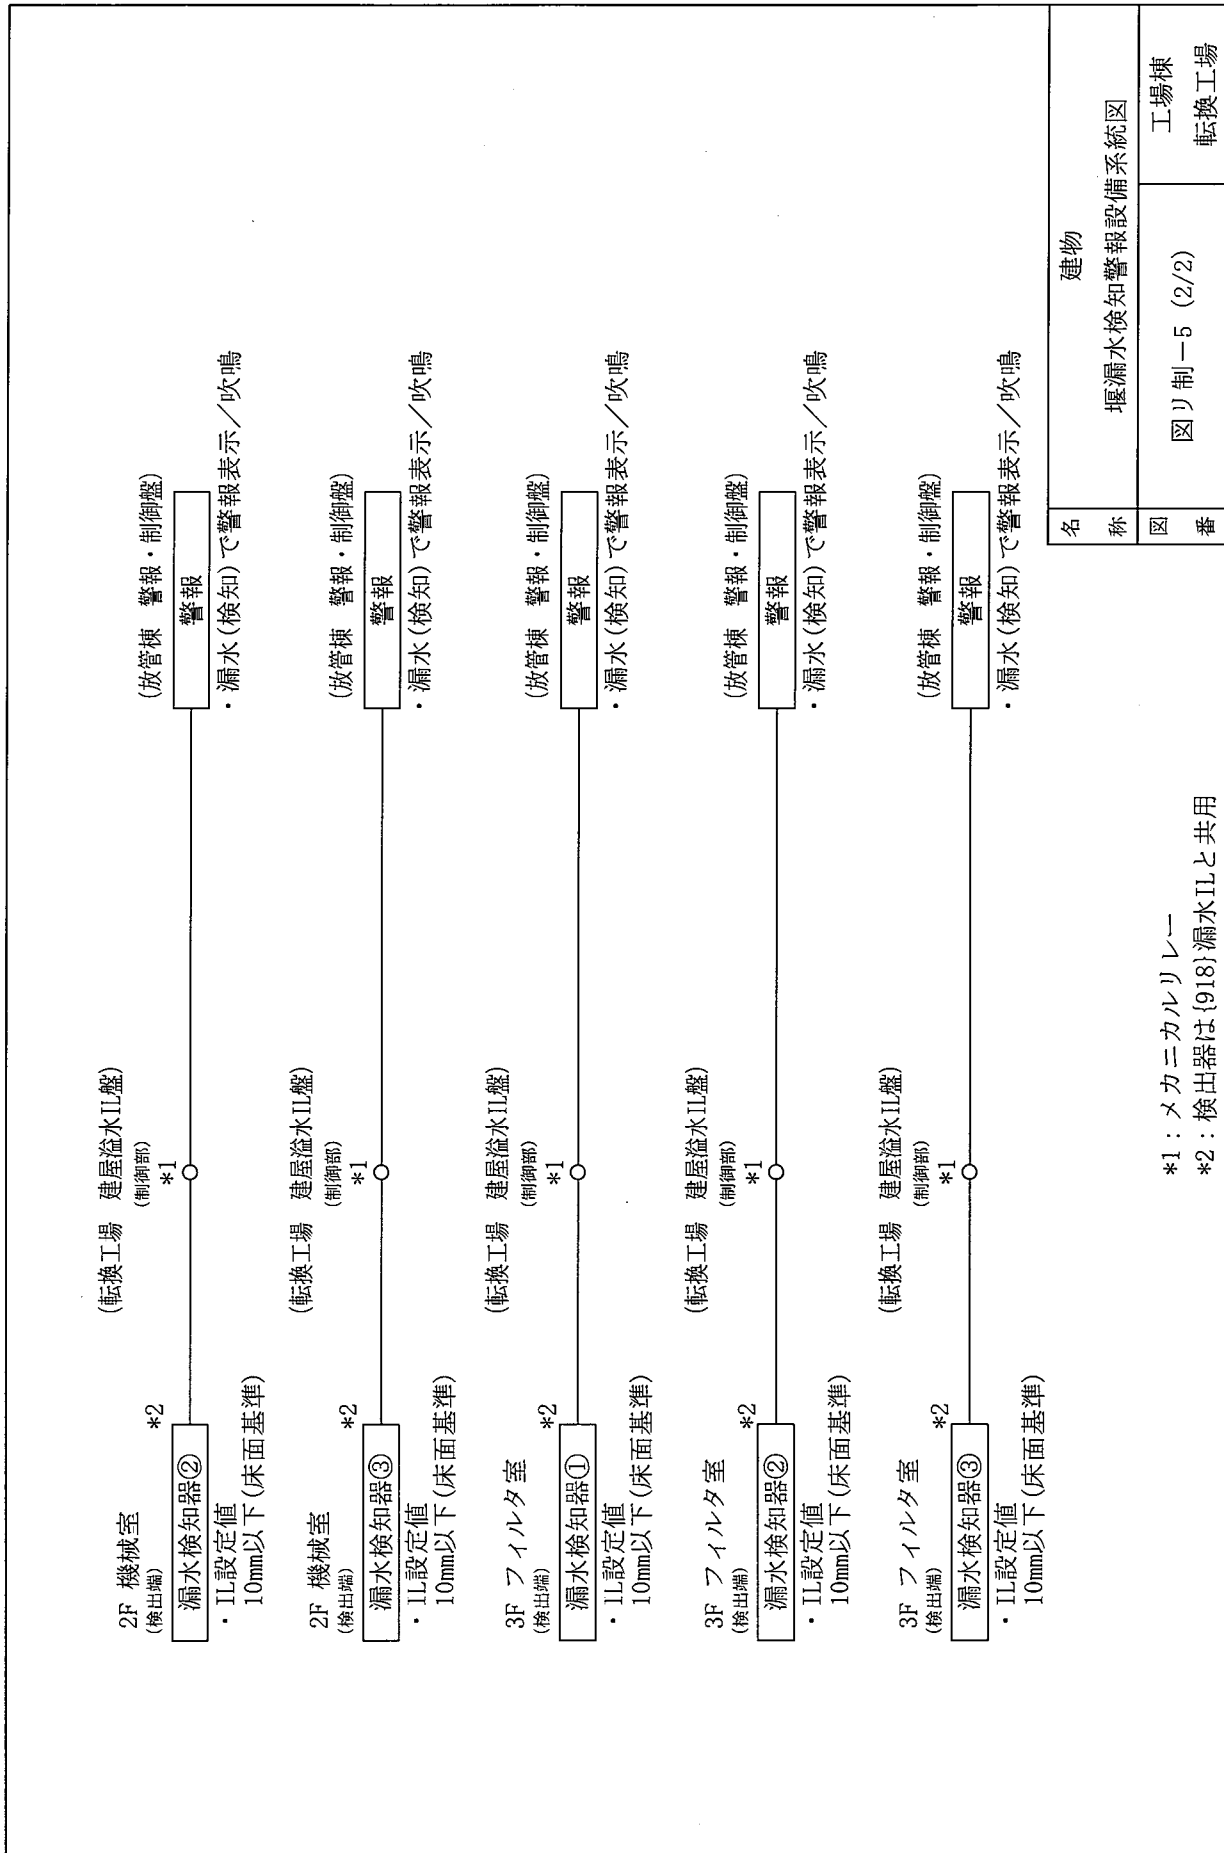 2F 機械室
(検出端)
漏水検知器②
*2
・IL設定値
10mm以下(床面基準)
(転換工場 建屋溢水IL盤)
(制御部)
*1
(放管棟 警報・制御盤)
警報
・漏水(検知)で警報表示／吹鳴
2F 機械室
(検出端)
漏水検知器③
*2
・IL設定値
10mm以下(床面基準)
(転換工場 建屋溢水IL盤)
(制御部)
*1
(放管棟 警報・制御盤)
警報
・漏水(検知)で警報表示／吹鳴
3F フィルタ室
(検出端)
漏水検知器①
*2
・IL設定値
10mm以下(床面基準)
(転換工場 建屋溢水IL盤)
(制御部)
*1
(放管棟 警報・制御盤)
警報
・漏水(検知)で警報表示／吹鳴
3F フィルタ室
(検出端)
漏水検知器②
*2
・IL設定値
10mm以下(床面基準)
(転換工場 建屋溢水IL盤)
(制御部)
*1
(放管棟 警報・制御盤)
警報
・漏水(検知)で警報表示／吹鳴
3F フィルタ室
(検出端)
漏水検知器③
*2
・IL設定値
10mm以下(床面基準)
(転換工場 建屋溢水IL盤)
(制御部)
*1
(放管棟 警報・制御盤)
警報
・漏水(検知)で警報表示／吹鳴
*1：メカニカルリレー
*2：検出器は{918}漏水ILと共用
名称
建物
堰漏水検知警報設備系統図
図番
図リ制－5 (2/2)
工場棟
転換工場